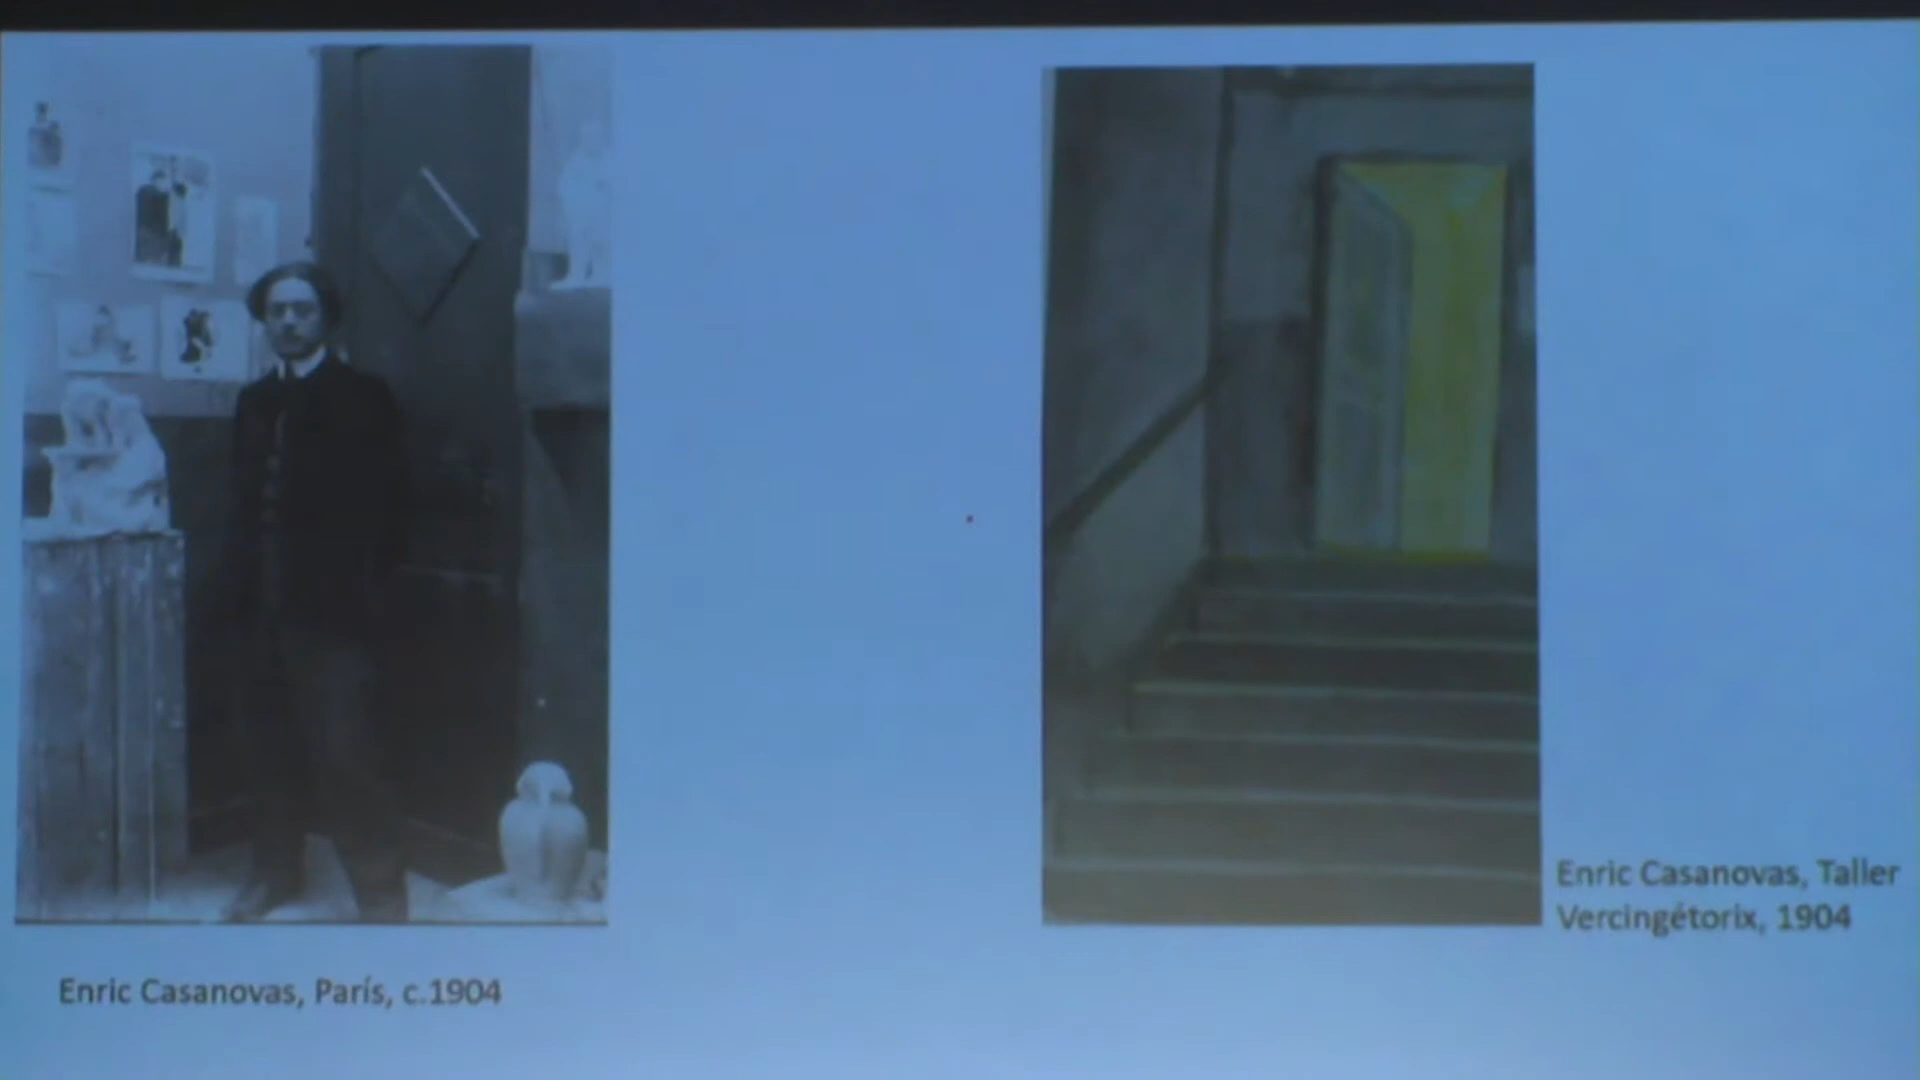 Enric Casanovas, París, c.1904
Enric Casanovas, Taller
Vercingétorix, 1904